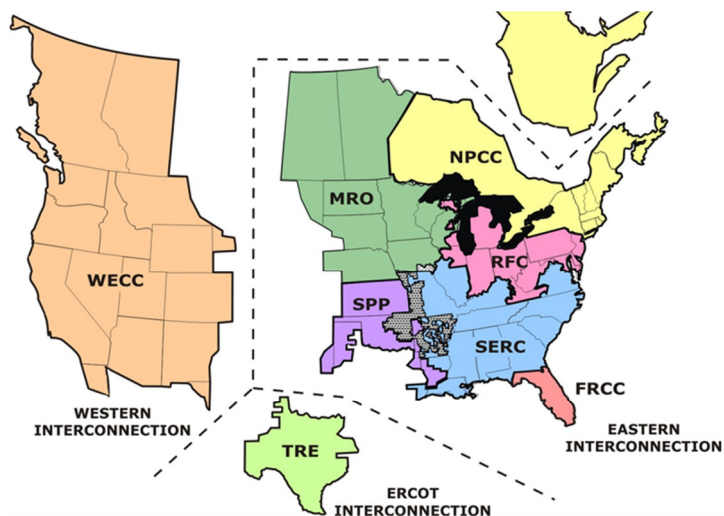 NPCC
MRO
RFC
WECC
SPP
SERC
FRCC
WESTERN
INTERCONNECTION
EASTERN
INTERCONNECTION
TRE
ERCOT
INTERCONNECTION